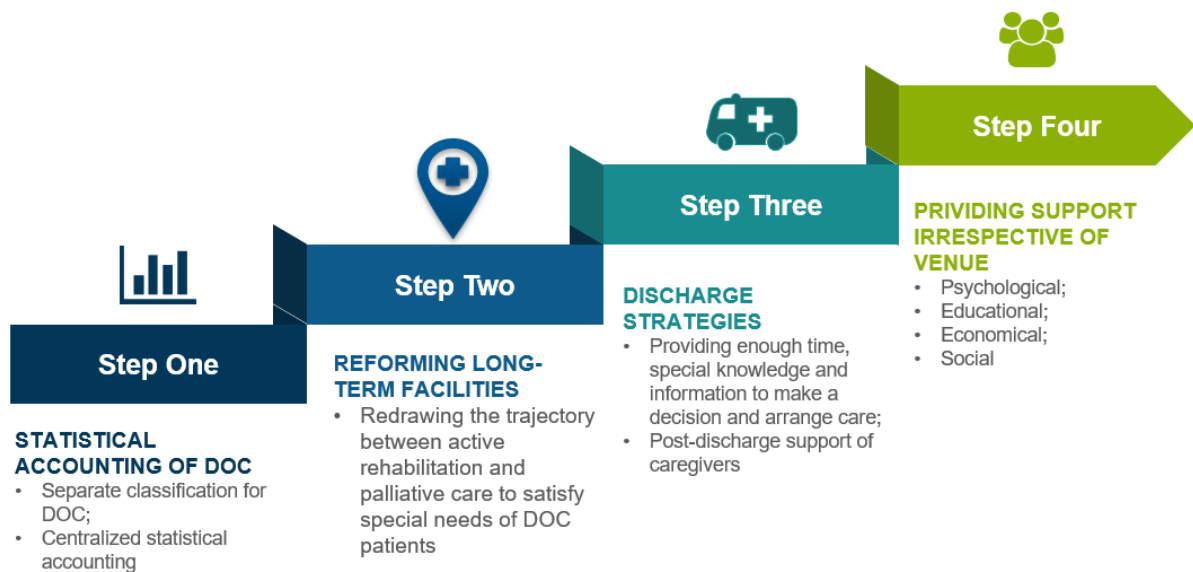 Step One
STATISTICAL
ACCOUNTING OF DOC
• Separate classification for
DOC;
• Centralized statistical
accounting
Step Two
REFORMING LONG-
TERM FACILITIES
• Redrawing the trajectory
between active
rehabilitation and
palliative care to satisfy
special needs of DOC
patients
Step Three
DISCHARGE
STRATEGIES
• Providing enough time,
special knowledge and
information to make a
decision and arrange care;
• Post-discharge support of
caregivers
Step Four
PROVIDING SUPPORT
IRRESPECTIVE OF
VENUE
• Psychological;
• Educational;
• Economical;
• Social